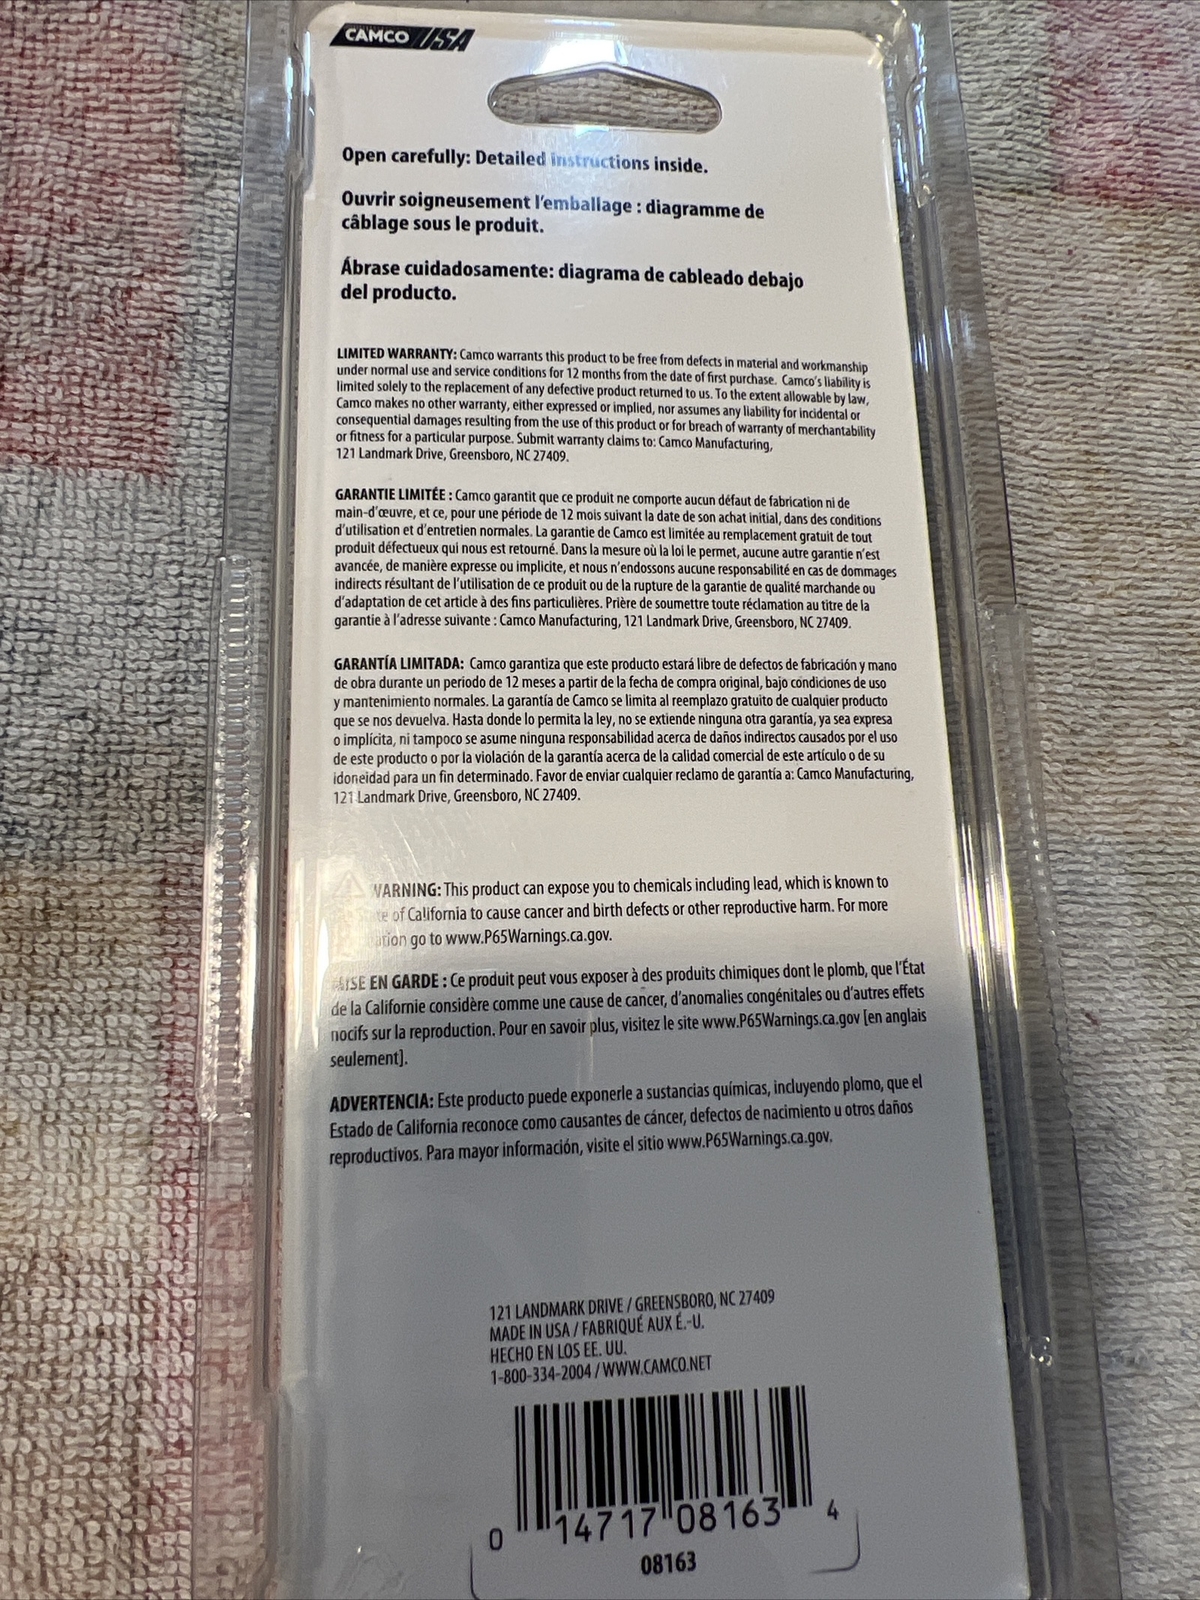 CAMCO USA
Open carefully: Detailed instructions inside.
Ouvrir soigneusement l'emballage : diagramme de
câblage sous le produit.
Ábrase cuidadosamente: diagrama de cableado debajo
del producto.
LIMITED WARRANTY: Camco warrants this product to be free from defects in material and workmanship
under normal use and service conditions for 12 months from the date of first purchase. Camco's liability is
limited solely to the replacement of any defective product returned to us. To the extent allowable by law,
Camco makes no other warranty, either expressed or implied, nor assumes any liability for incidental or
consequential damages resulting from the use of this product or for breach of warranty of merchantability
or fitness for a particular purpose. Submit warranty claims to: Camco Manufacturing,
121 Landmark Drive, Greensboro, NC 27409.
GARANTIE LIMITÉE : Camco garantit que ce produit ne comporte aucun défaut de fabrication ni de
main-d'œuvre, et ce, pour une période de 12 mois suivant la date de son achat initial, dans des conditions
d'utilisation et d'entretien normales. La garantie de Camco est limitée au remplacement gratuit de tout
produit défectueux qui nous est retourné. Dans la mesure où la loi le permet, aucune autre garantie n'est
avancée, de manière expresse ou implicite, et nous n'endossons aucune responsabilité en cas de dommages
indirects résultant de l'utilisation de ce produit ou de la rupture de la garantie de qualité marchande ou
d'adaptation de cet article à des fins particulières. Prière de soumettre toute réclamation au titre de la
garantie à l'adresse suivante : Camco Manufacturing, 121 Landmark Drive, Greensboro, NC 27409.
GARANTÍA LIMITADA: Camco garantiza que este producto estará libre de defectos de fabricación y mano
de obra durante un periodo de 12 meses a partir de la fecha de compra original, bajo condiciones de uso
y mantenimiento normales. La garantía de Camco se limita al reemplazo gratuito de cualquier producto
que se nos devuelva. Hasta donde lo permita la ley, no se extiende ninguna otra garantía, ya sea expresa
o implícita, ni tampoco se asume ninguna responsabilidad acerca de daños indirectos causados por el uso
de este producto o por la violación de la garantía acerca de la calidad comercial de este artículo o de su
idoneidad para un fin determinado. Favor de enviar cualquier reclamo de garantía a: Camco Manufacturing,
121 Landmark Drive, Greensboro, NC 27409.
WARNING: This product can expose you to chemicals including lead, which is known to
of California to cause cancer and birth defects or other reproductive harm. For more
go to www.P65Warnings.ca.gov.
MISE EN GARDE : Ce produit peut vous exposer à des produits chimiques dont le plomb, que l'État
de la Californie considère comme une cause de cancer, d'anomalies congénitales ou d'autres effets
nocifs sur la reproduction. Pour en savoir plus, visitez le site www.P65Warnings.ca.gov [en anglais
seulement].
ADVERTENCIA: Este producto puede exponerle a sustancias químicas, incluyendo plomo, que el
Estado de California reconoce como causantes de cáncer, defectos de nacimiento u otros daños
reproductivos. Para mayor información, visite el sitio www.P65Warnings.ca.gov.
121 LANDMARK DRIVE / GREENSBORO, NC 27409
MADE IN USA / FABRIQUÉ AUX É.-U.
HECHO EN LOS EE. UU.
1-800-334-2004 / WWW.CAMCO.NET
0 14717 08163 4
08163